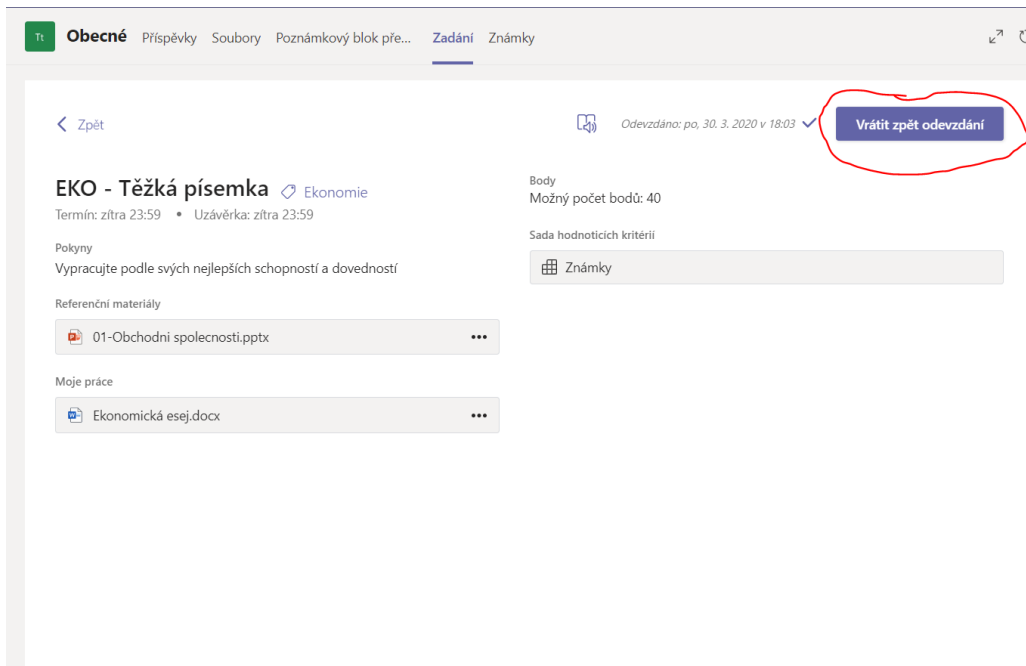 Tt Obecné Příspěvky Soubory Poznámkový blok pře... Zadání Známky
Zpět
Odevzdáno: po, 30. 3. 2020 v 18:03
Vrátit zpět odevzdání
EKO - Těžká písemka Ekonomie
Termín: zítra 23:59 • Uzávěrka: zítra 23:59
Pokyny
Vypracujte podle svých nejlepších schopností a dovedností
Referenční materiály
01-Obchodni spolecnosti.pptx
Moje práce
Ekonomická esej.docx
Body
Možný počet bodů: 40
Sada hodnoticích kritérií
Známky